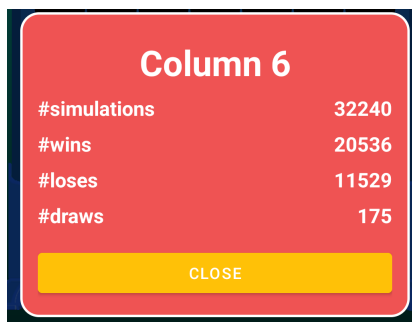 Column 6
#simulations 32240
#wins 20536
#loses 11529
#draws 175
CLOSE